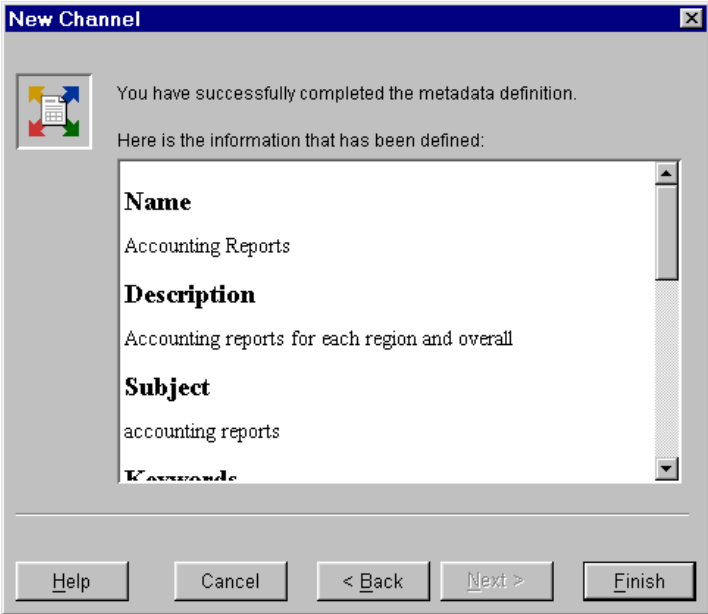 New Channel
You have successfully completed the metadata definition.
Here is the information that has been defined:
Name
Accounting Reports
Description
Accounting reports for each region and overall
Subject
accounting reports
Keywords
Help Cancel < Back Next > Finish